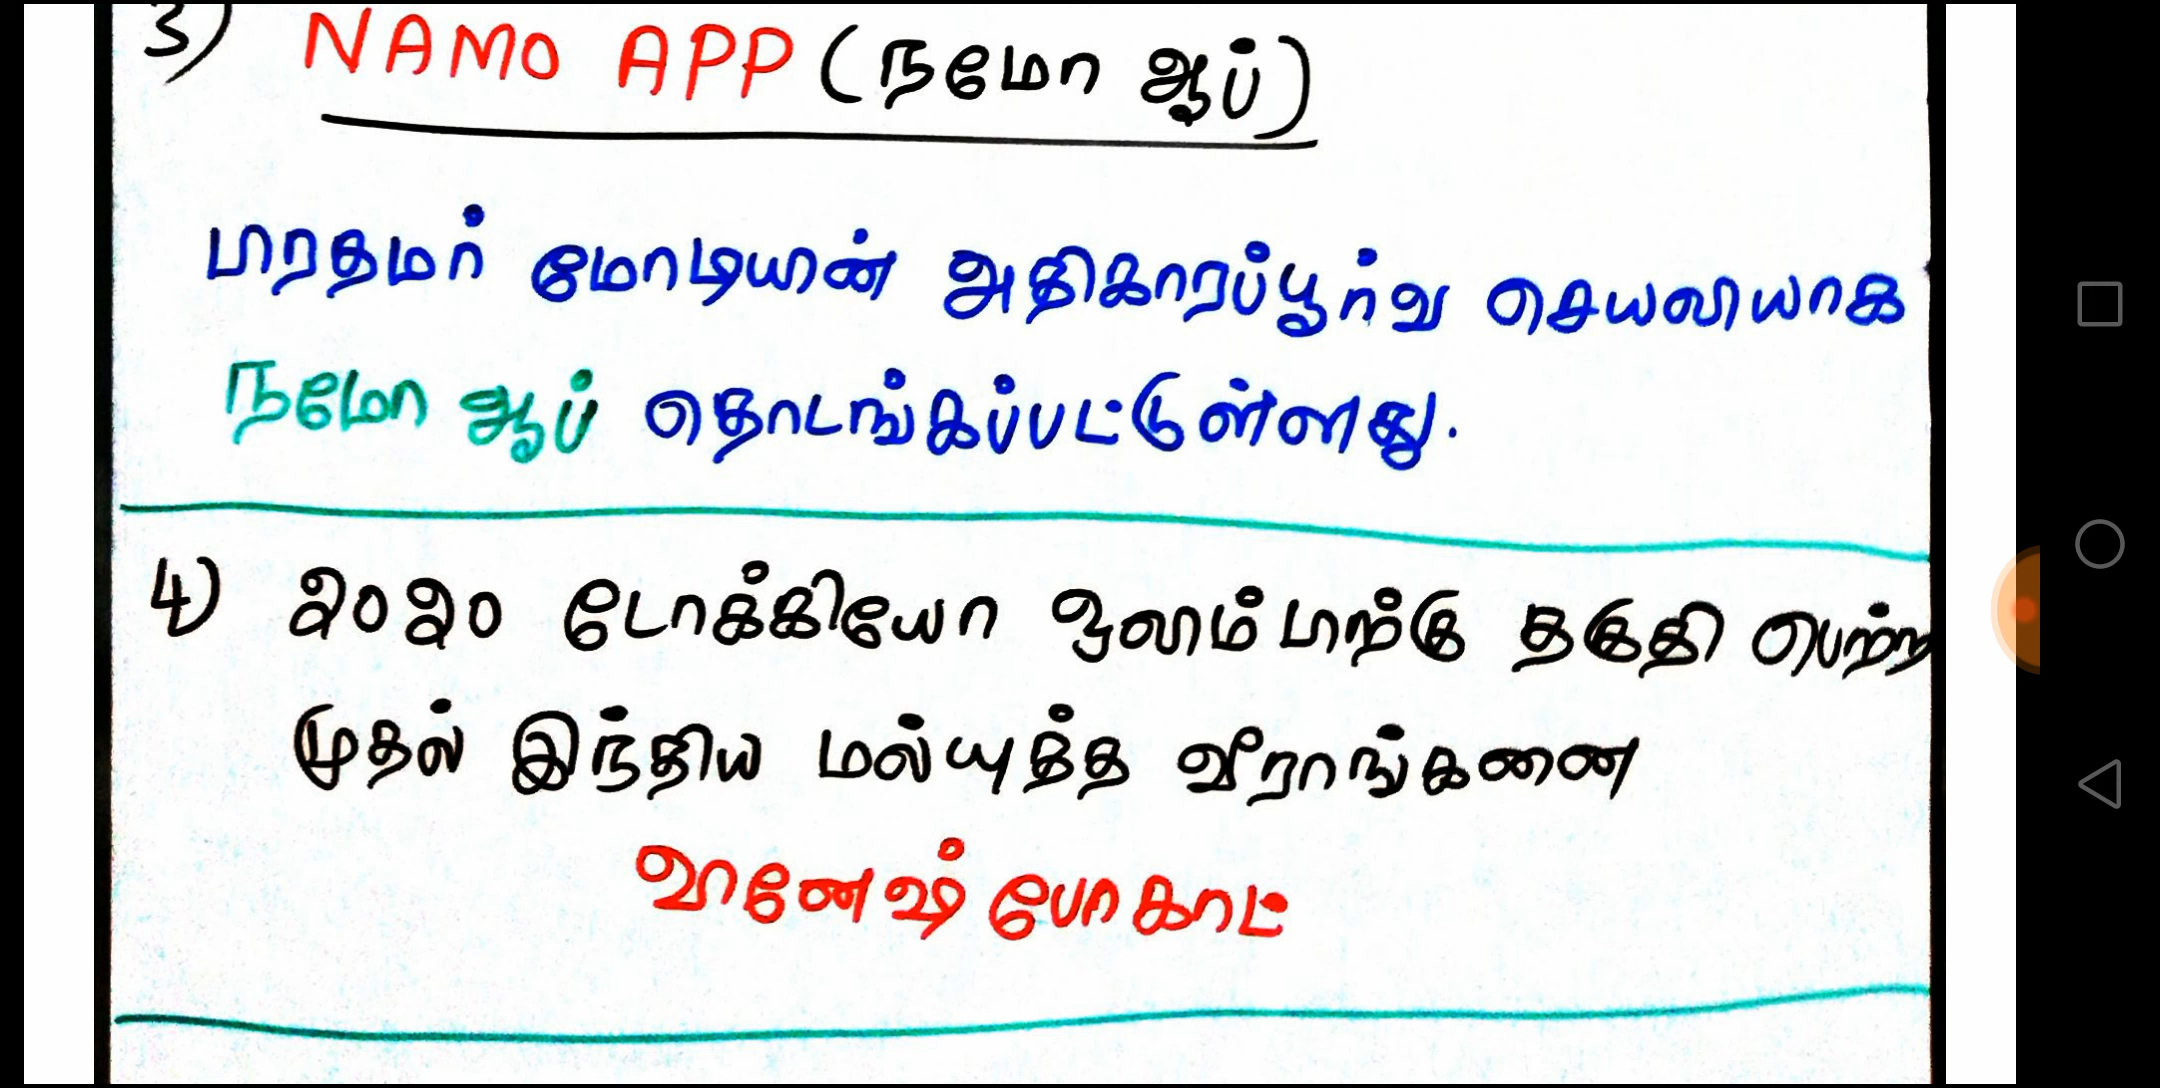 3) NAMO APP (நமோ ஆப்)
பிரதமர் மோடியின் அதிகாரப்பூர்வ செயலியாக
நமோ ஆப் தொடங்கப்பட்டுள்ளது.
4) 2020 டோக்கியோ ஒலிம்பிற்கு தகுதி பெற்ற
முதல் இந்திய மல்யுத்த வீராங்கனை
வினேஷ் போகாட்